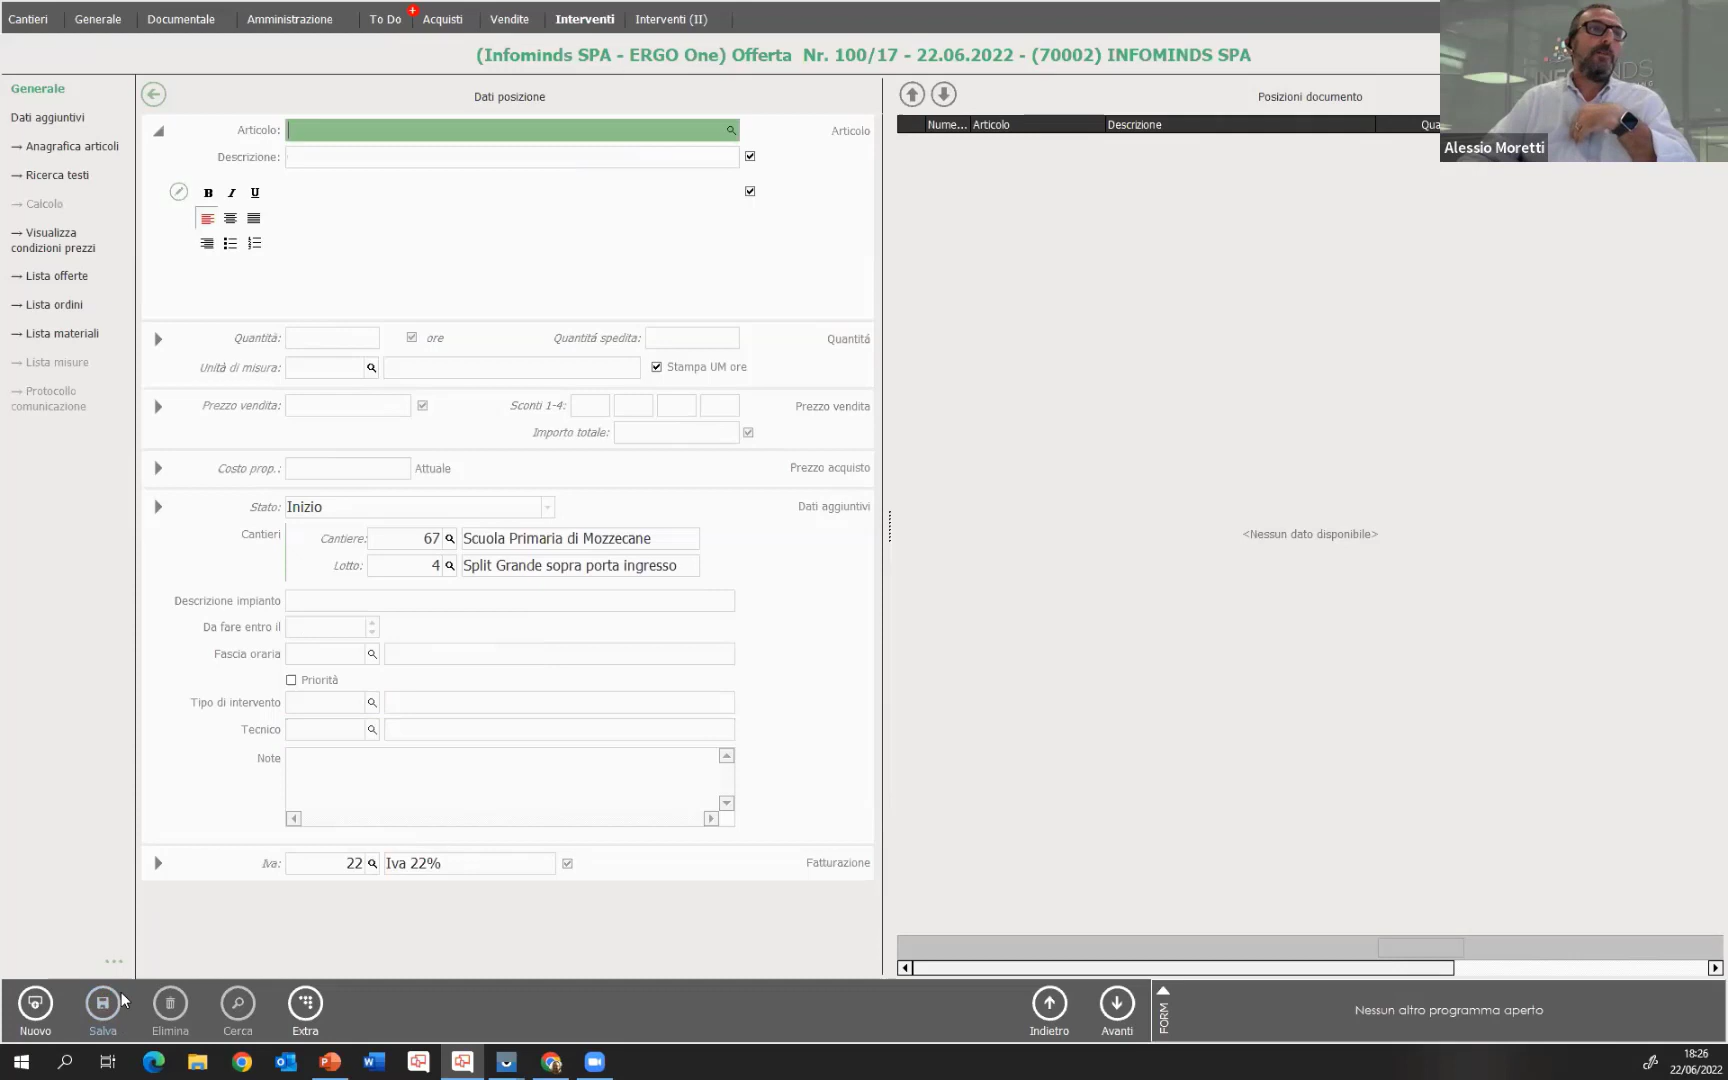 Cantieri Generale Documentale Amministrazione To Do Acquisti Vendite Interventi Interventi (II)
(Infominds SPA - ERGO One) Offerta Nr. 100/17 - 22.06.2022 - (70002) INFOMINDS SPA
Alessio Moretti
Generale
Dati aggiuntivi
→ Anagrafica articoli
→ Ricerca testi
→ Calcolo
→ Visualizza
condizioni prezzi
→ Lista offerte
→ Lista ordini
→ Lista materiali
→ Lista misure
→ Protocollo
comunicazione
Dati posizione
Articolo: Articolo
Descrizione:
B I U
Quantità: ore Quantitá spedita: Quantitá
Unità di misura: Stampa UM ore
Prezzo vendita: Sconti 1-4: Prezzo vendita
Importo totale:
Costo prop.: Attuale Prezzo acquisto
Stato: Inizio Dati aggiuntivi
Cantieri Cantiere: 67 Scuola Primaria di Mozzecane
Lotto: 4 Split Grande sopra porta ingresso
Descrizione impianto
Da fare entro il
Fascia oraria
Priorità
Tipo di intervento
Tecnico
Note
Iva: 22 Iva 22% Fatturazione
Posizioni documento
Nume... Articolo Descrizione Qua
<Nessun dato disponibile>
Nuovo Salva Elimina Cerca Extra Indietro Avanti
FORM
Nessun altro programma aperto
18:26
22/06/2022